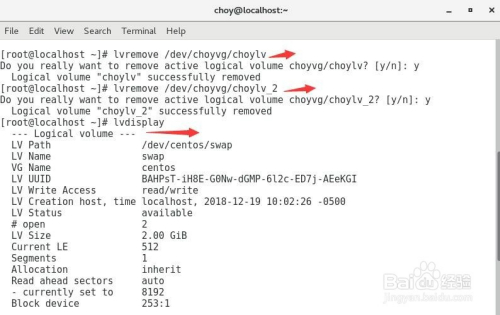 choy@localhost:~
File Edit View Search Terminal Help
[root@localhost ~]# lvremove /dev/choyvg/choylv
Do you really want to remove active logical volume choyvg/choylv? [y/n]: y
Logical volume "choylv" successfully removed
[root@localhost ~]# lvremove /dev/choyvg/choylv_2
Do you really want to remove active logical volume choyvg/choylv_2? [y/n]: y
Logical volume "choylv_2" successfully removed
[root@localhost ~]# lvdisplay
--- Logical volume ---
LV Path /dev/centos/swap
LV Name swap
VG Name centos
LV UUID BAHPsT-iH8E-G0Nw-dGMP-6l2c-ED7j-AEeKGI
LV Write Access read/write
LV Creation host, time localhost, 2018-12-19 10:02:26 -0500
LV Status available
# open 2
LV Size 2.00 GiB
Current LE 512
Segments 1
Allocation inherit
Read ahead sectors auto
- currently set to 8192
Block device 253:1
Baidu经验
jingyan.baidu.com